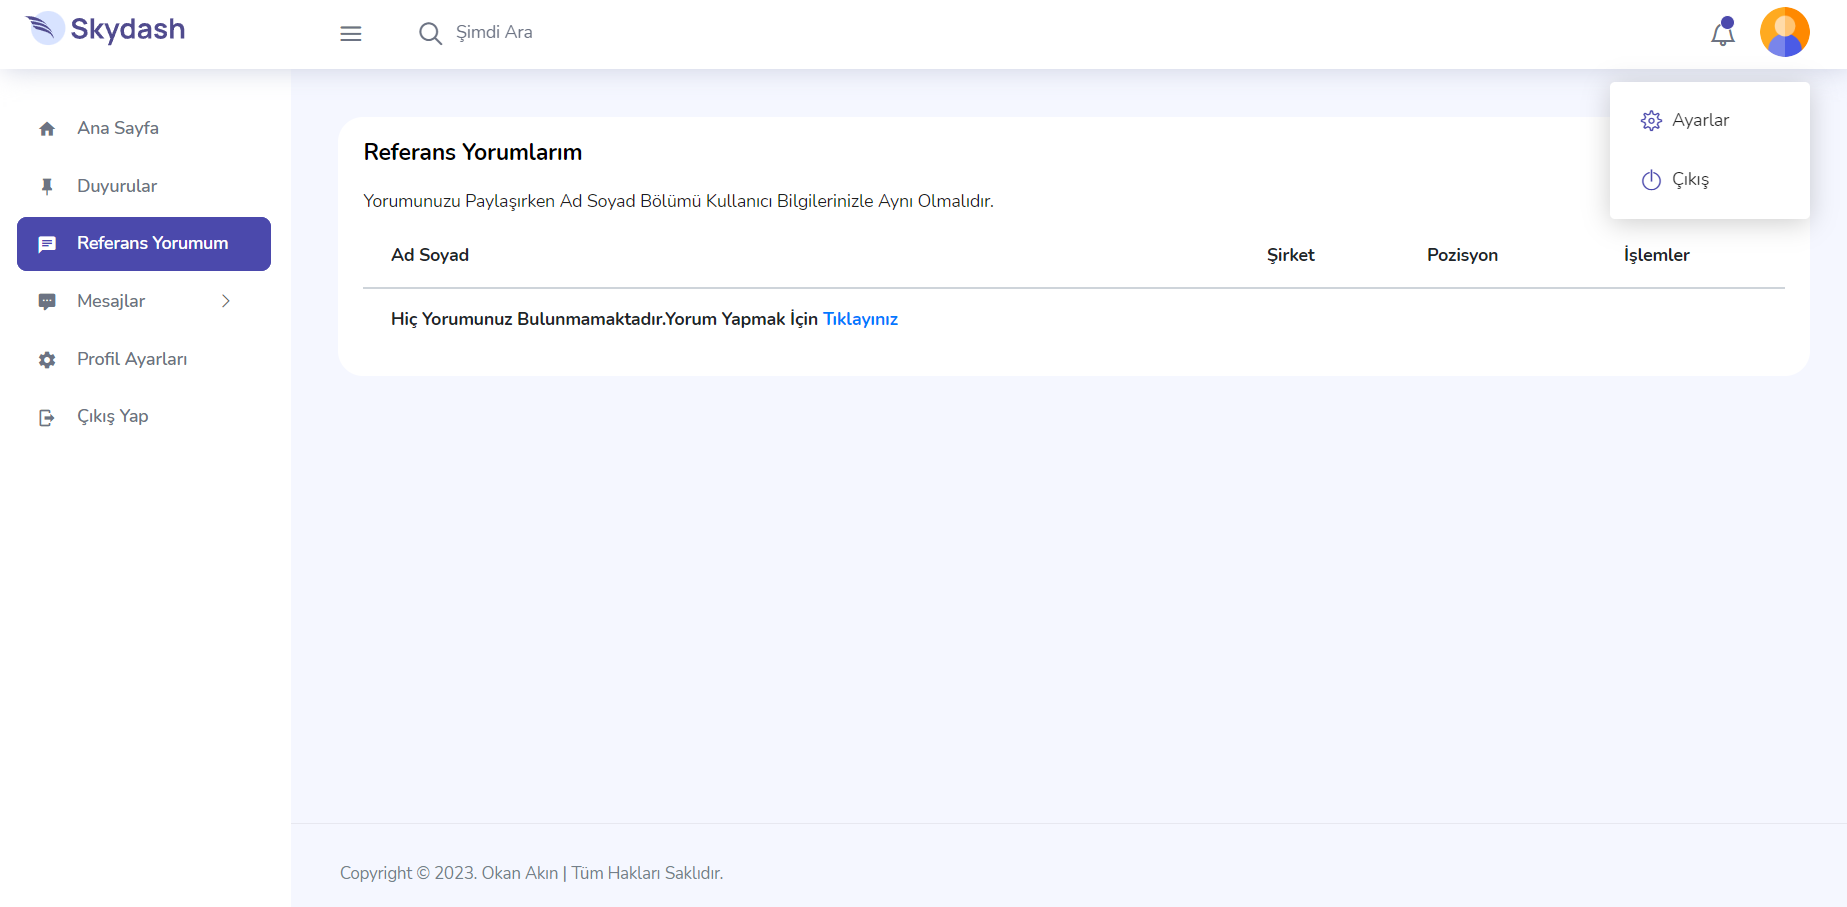 Skydash
Şimdi Ara
Ayarlar
Çıkış
Ana Sayfa
Duyurular
Referans Yorumum
Mesajlar
Profil Ayarları
Çıkış Yap
Referans Yorumlarım
Yorumunuzu Paylaşırken Ad Soyad Bölümü Kullanıcı Bilgilerinizle Aynı Olmalıdır.
Ad Soyad Şirket Pozisyon İşlemler
Hiç Yorumunuz Bulunmamaktadır.Yorum Yapmak İçin Tıklayınız
Copyright © 2023. Okan Akın | Tüm Hakları Saklıdır.